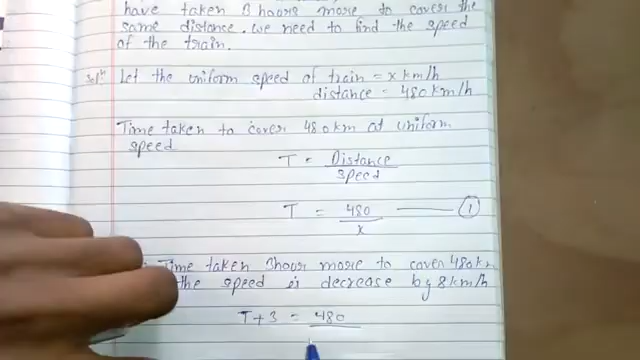 have taken 3 hours more to cover the
same distance. we need to find the speed
of the train.
Solⁿ: Let the uniform speed of train = x km/h
distance = 480 km/h
Time taken to cover 480 km at uniform
speed
T = Distance
speed
T = 480 ——— ①
x
Time taken 3hour more to cover 480 km
the speed is decrease by 8 km/h
T+3 = 480